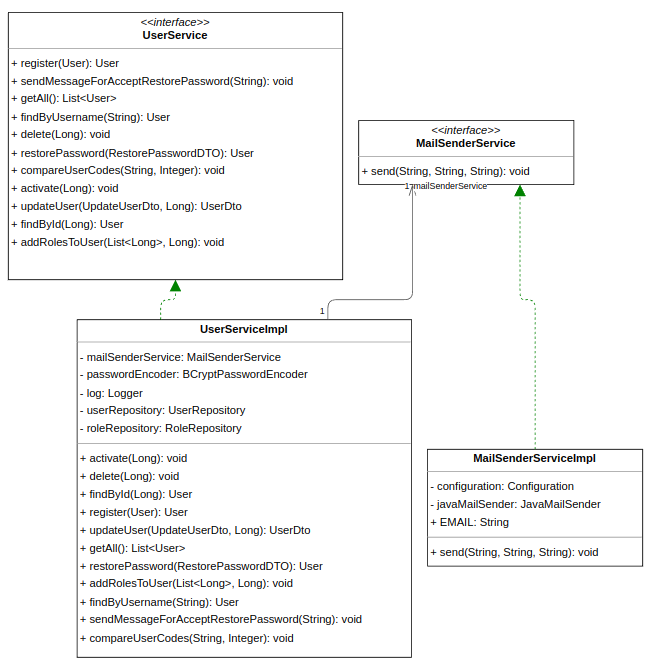 <<interface>>
UserService
+ register(User): User
+ sendMessageForAcceptRestorePassword(String): void
+ getAll(): List<User>
+ findByUsername(String): User
+ delete(Long): void
+ restorePassword(RestorePasswordDTO): User
+ compareUserCodes(String, Integer): void
+ activate(Long): void
+ updateUser(UpdateUserDto, Long): UserDto
+ findById(Long): User
+ addRolesToUser(List<Long>, Long): void
<<interface>>
MailSenderService
+ send(String, String, String): void
1 mailSenderService
1
UserServiceImpl
- mailSenderService: MailSenderService
- passwordEncoder: BCryptPasswordEncoder
- log: Logger
- userRepository: UserRepository
- roleRepository: RoleRepository
+ activate(Long): void
+ delete(Long): void
+ findById(Long): User
+ register(User): User
+ updateUser(UpdateUserDto, Long): UserDto
+ getAll(): List<User>
+ restorePassword(RestorePasswordDTO): User
+ addRolesToUser(List<Long>, Long): void
+ findByUsername(String): User
+ sendMessageForAcceptRestorePassword(String): void
+ compareUserCodes(String, Integer): void
MailSenderServiceImpl
- configuration: Configuration
- javaMailSender: JavaMailSender
+ EMAIL: String
+ send(String, String, String): void